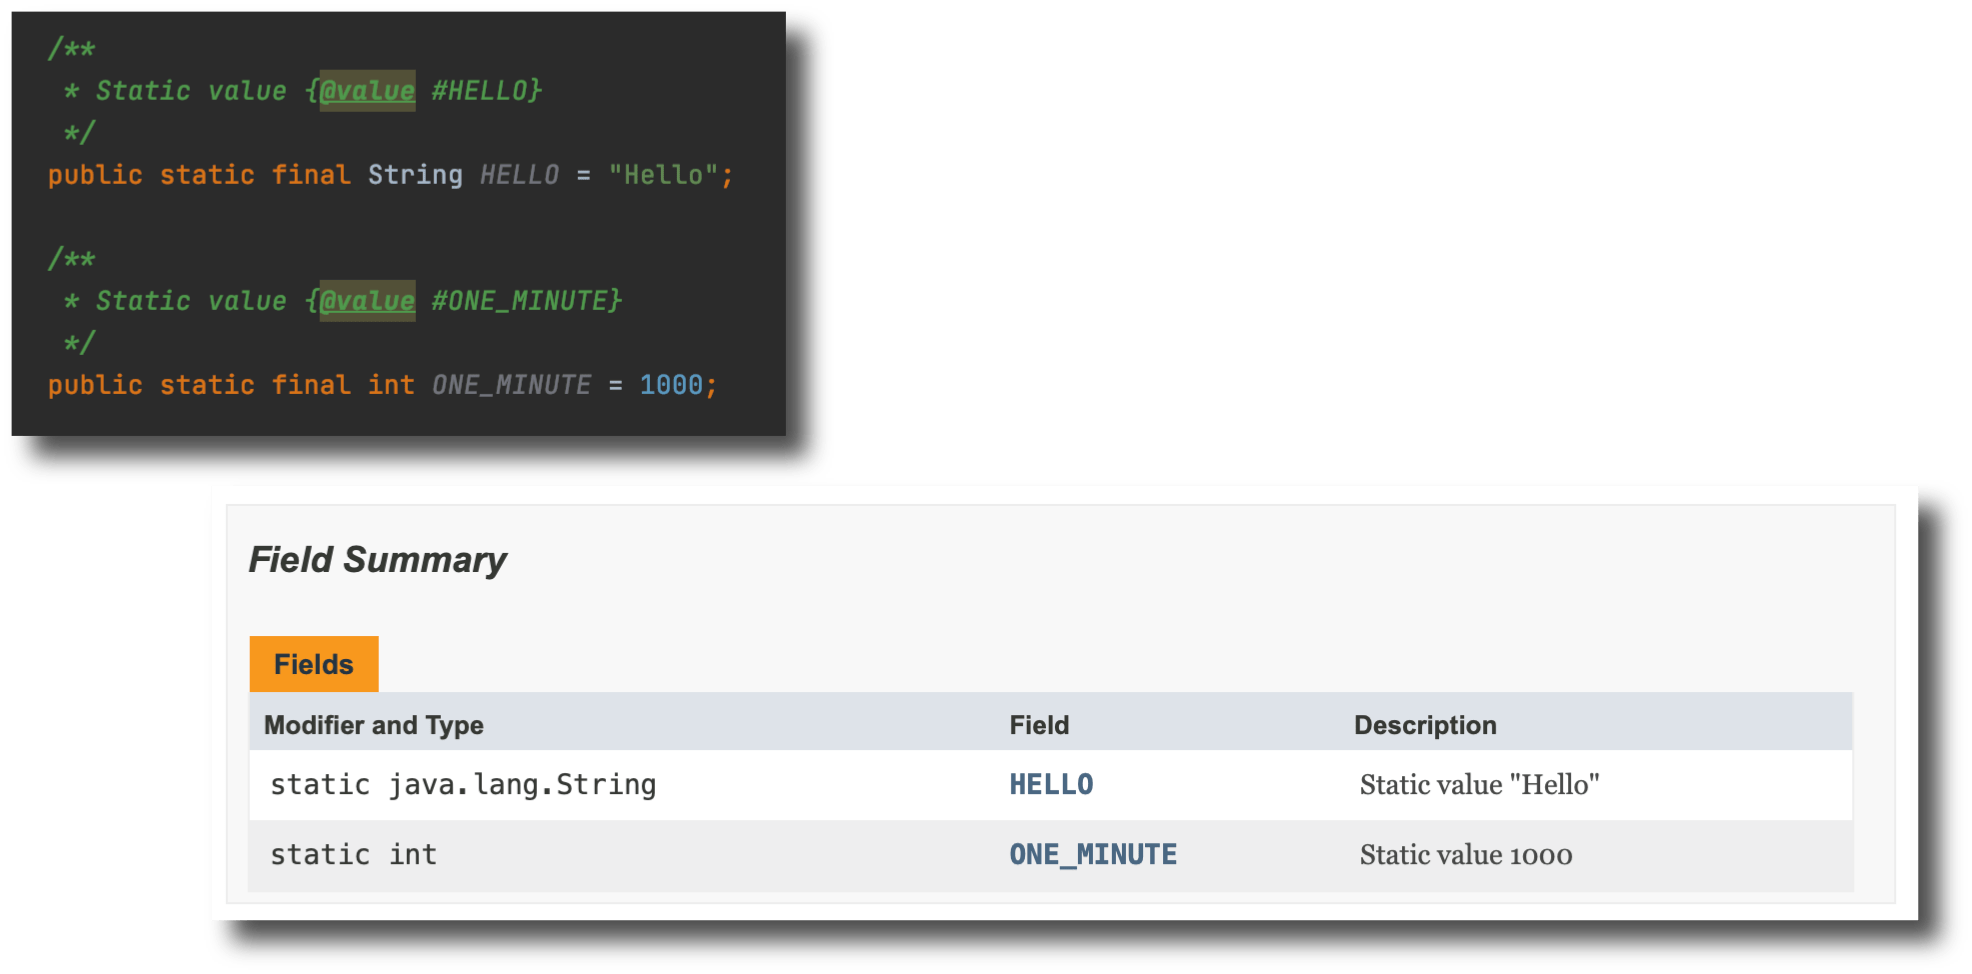 /**
 * Static value {@value #HELLO}
 */
public static final String HELLO = "Hello";
/**
 * Static value {@value #ONE_MINUTE}
 */
public static final int ONE_MINUTE = 1000;
Field Summary
Fields
Modifier and Type Field Description
static java.lang.String HELLO Static value "Hello"
static int ONE_MINUTE Static value 1000